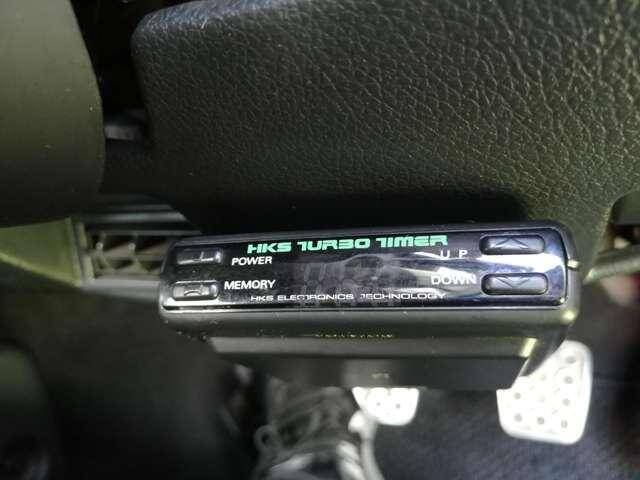 HKS TURBO TIMER
POWER
UP
MEMORY
DOWN
HKS ELECTRONICS TECHNOLOGY